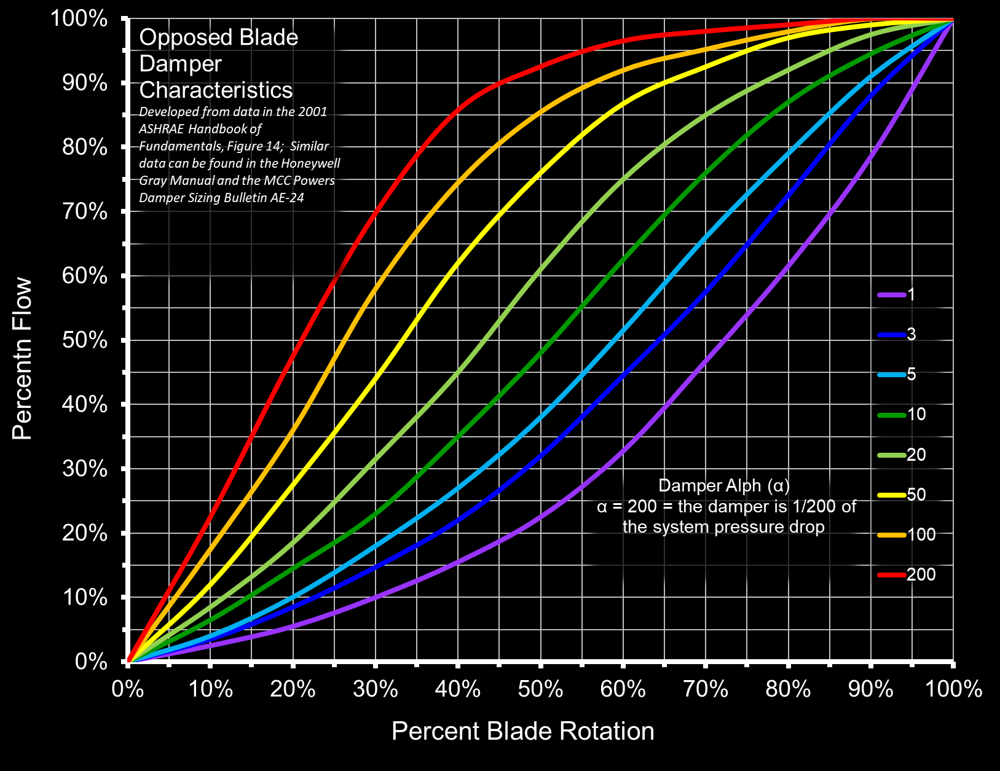 100%
90%
80%
70%
60%
50%
40%
30%
20%
10%
0%
Percentn Flow
Opposed Blade
Damper
Characteristics
Developed from data in the 2001
ASHRAE Handbook of
Fundamentals, Figure 14;  Similar
data can be found in the Honeywell
Gray Manual and the MCC Powers
Damper Sizing Bulletin AE-24
1
3
5
10
20
50
100
200
Damper Alph (α)
α = 200 = the damper is 1/200 of
the system pressure drop
0% 10% 20% 30% 40% 50% 60% 70% 80% 90% 100%
Percent Blade Rotation